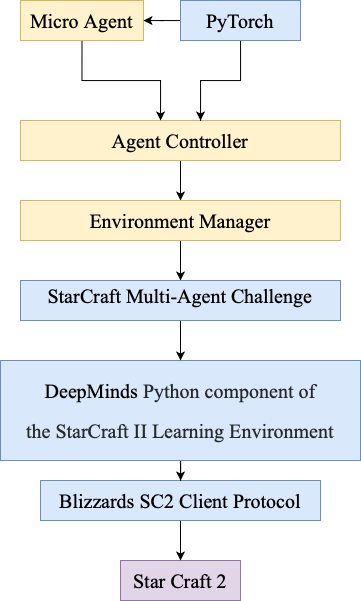 Micro Agent
PyTorch
Agent Controller
Environment Manager
StarCraft Multi-Agent Challenge
DeepMinds Python component of
the StarCraft II Learning Environment
Blizzards SC2 Client Protocol
Star Craft 2